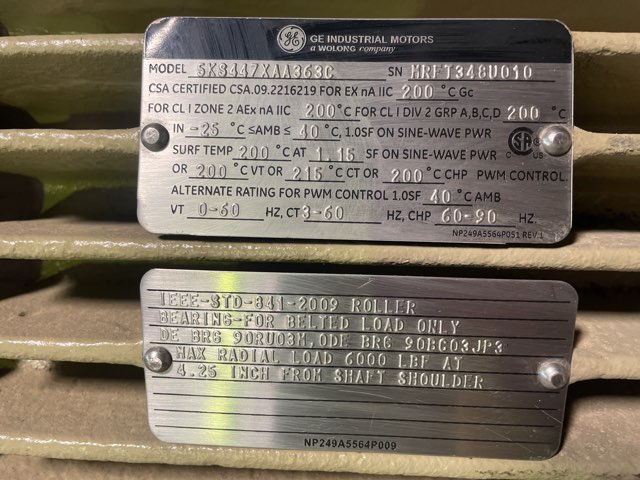 GE INDUSTRIAL MOTORS
a WOLONG company
MODEL 5KS447XAA363C SN MRFT348U010
CSA CERTIFIED CSA.09.2216219 FOR EX nA IIC 200 °C Gc
FOR CL I ZONE 2 AEx nA IIC 200 °C FOR CL I DIV 2 GRP A,B,C,D 200 °C
IN -25 °C ≤AMB≤ 40 °C, 1.0SF ON SINE-WAVE PWR
SURF TEMP 200 °C AT 1.15 SF ON SINE-WAVE PWR
OR 200 °C VT OR 215 °C CT OR 200 °C CHP PWM CONTROL.
ALTERNATE RATING FOR PWM CONTROL 1.0SF 40 °C AMB
VT 0-60 HZ, CT 3-60 HZ, CHP 60-90 HZ.
NP249A5564P051 REV.1
IEEE-STD-841-2009 ROLLER
BEARING-FOR BELTED LOAD ONLY
DE BRG 90RU03M, ODE BRG 90BC03JP3
MAX RADIAL LOAD 6000 LBF AT
4.25 INCH FROM SHAFT SHOULDER
NP249A5564P009